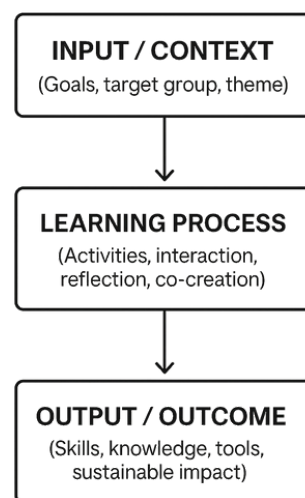 INPUT / CONTEXT
(Goals, target group, theme)
LEARNING PROCESS
(Activities, interaction,
reflection, co-creation)
OUTPUT / OUTCOME
(Skills, knowledge, tools,
sustainable impact)